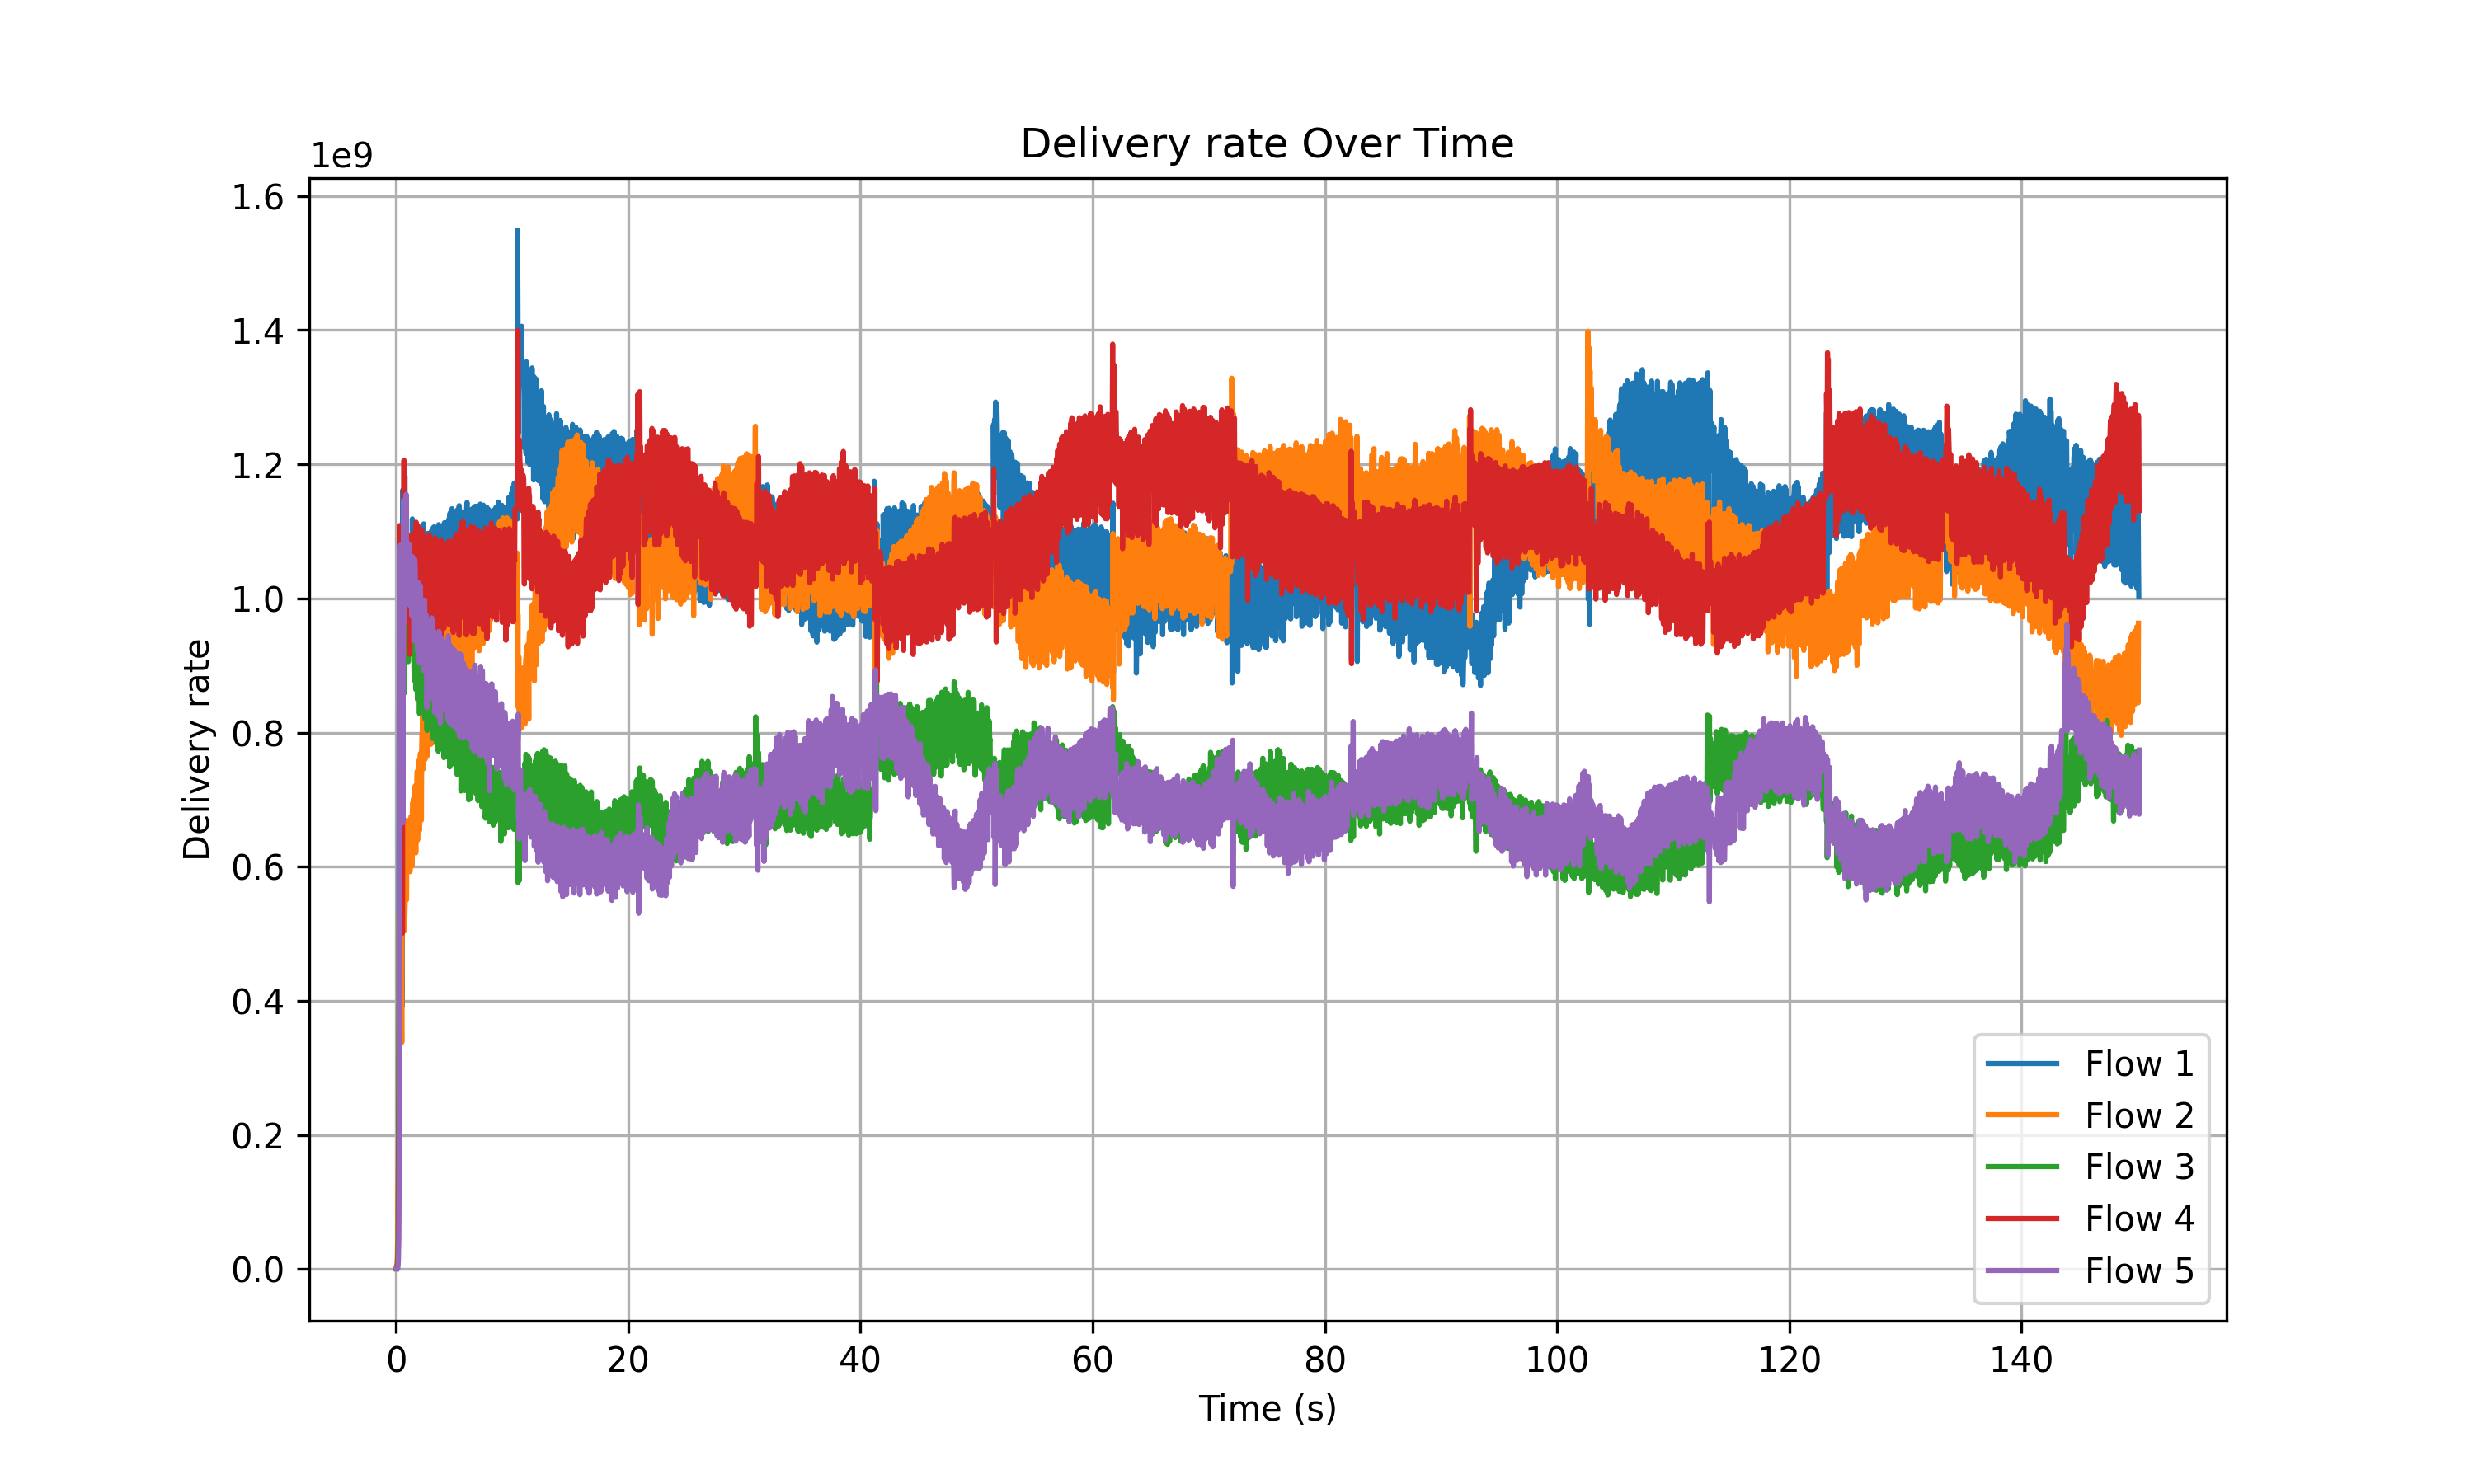 Delivery rate Over Time
1e9
1.6
1.4
1.2
1.0
0.8
0.6
0.4
0.2
0.0
Delivery rate
0 20 40 60 80 100 120 140
Time (s)
Flow 1
Flow 2
Flow 3
Flow 4
Flow 5